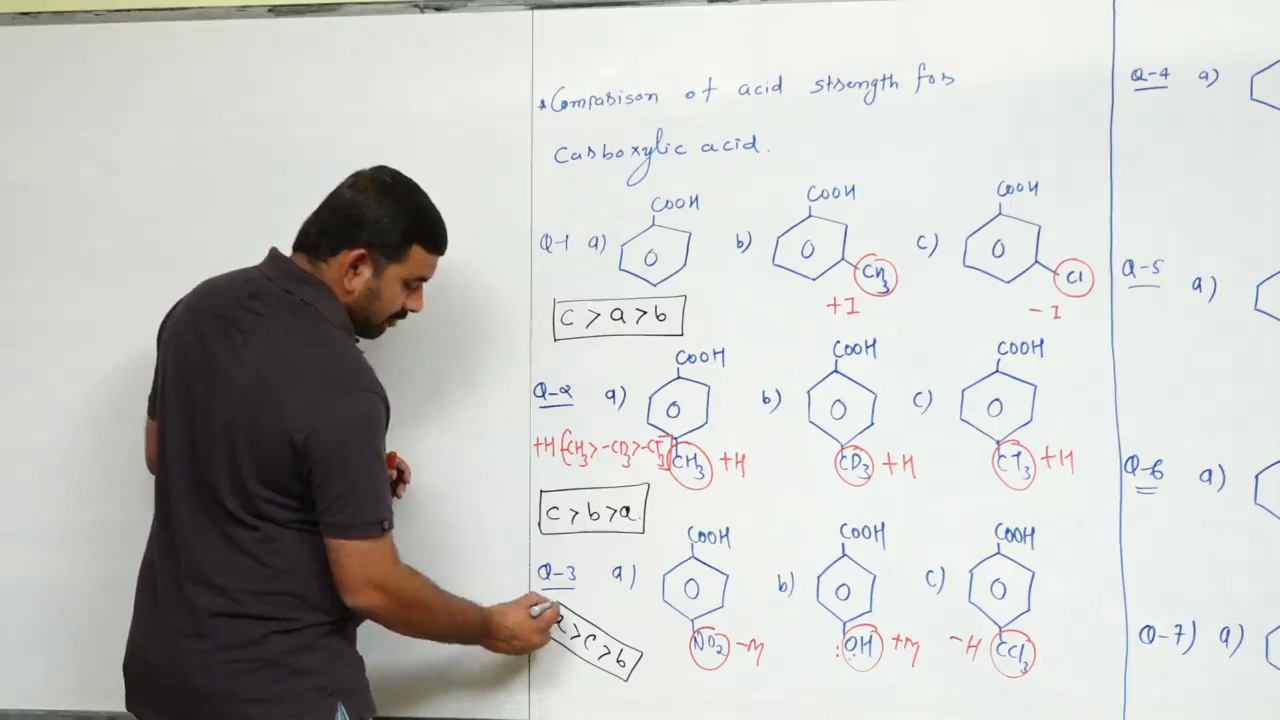 * Comparison of acid strength for
Carboxylic acid.
Q-1 a) COOH b) COOH CH3 +I c) COOH Cl -I
c > a > b
Q-2 a) COOH CH3 +H b) COOH CD3 +H c) COOH CT3 +H
+H (CH3 > -CD3 > -CT3)
c > b > a
Q-3 a) COOH NO2 -M b) COOH :OH +M c) COOH CCl3 -H
a > c > b
Q-4 a)
Q-5 a)
Q-6 a)
Q-7) a)